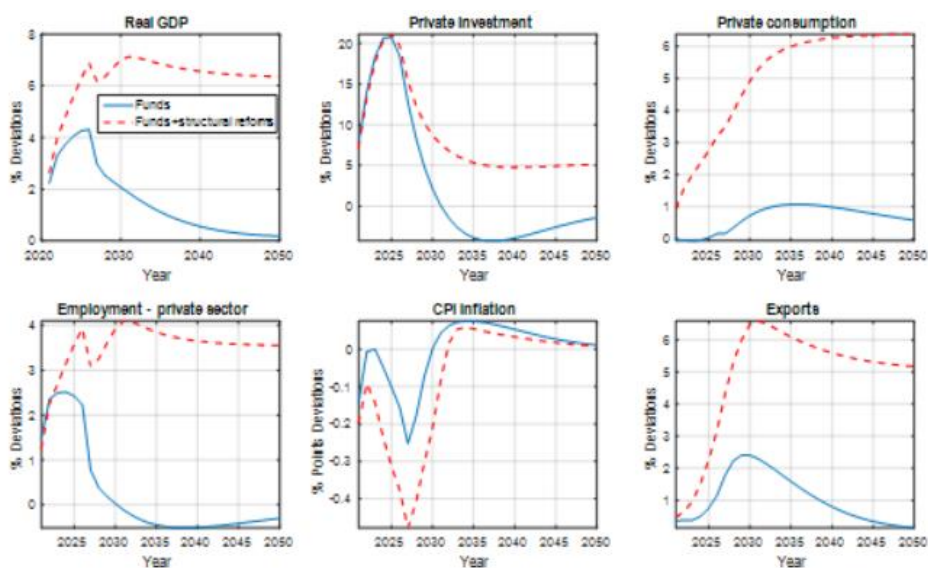 Real GDP
Private Investment
Private consumption
% Deviations
8
6
4
2
0
Funds
Funds+structural refoms
2020 2030 2040 2050
Year
% Deviations
20
15
10
5
0
2025 2030 2035 2040 2045 2050
Year
% Deviations
6
5
4
3
2
1
0
2025 2030 2035 2040 2045 2050
Year
Employment - private sector
CPI Inflation
Exports
% Deviations
4
3
2
1
0
2025 2030 2035 2040 2045 2050
Year
% Points Deviations
0
-0.1
-0.2
-0.3
-0.4
2025 2030 2035 2040 2045 2050
Year
% Deviations
6
5
4
3
2
1
2025 2030 2035 2040 2045 2050
Year